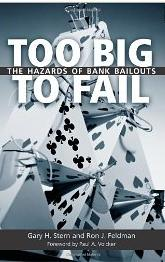 TOO BIG
THE HAZARDS OF BANK BAILOUTS
TO FAIL
Gary H. Stern and Ron J. Feldman
Foreword by Paul A. Volcker